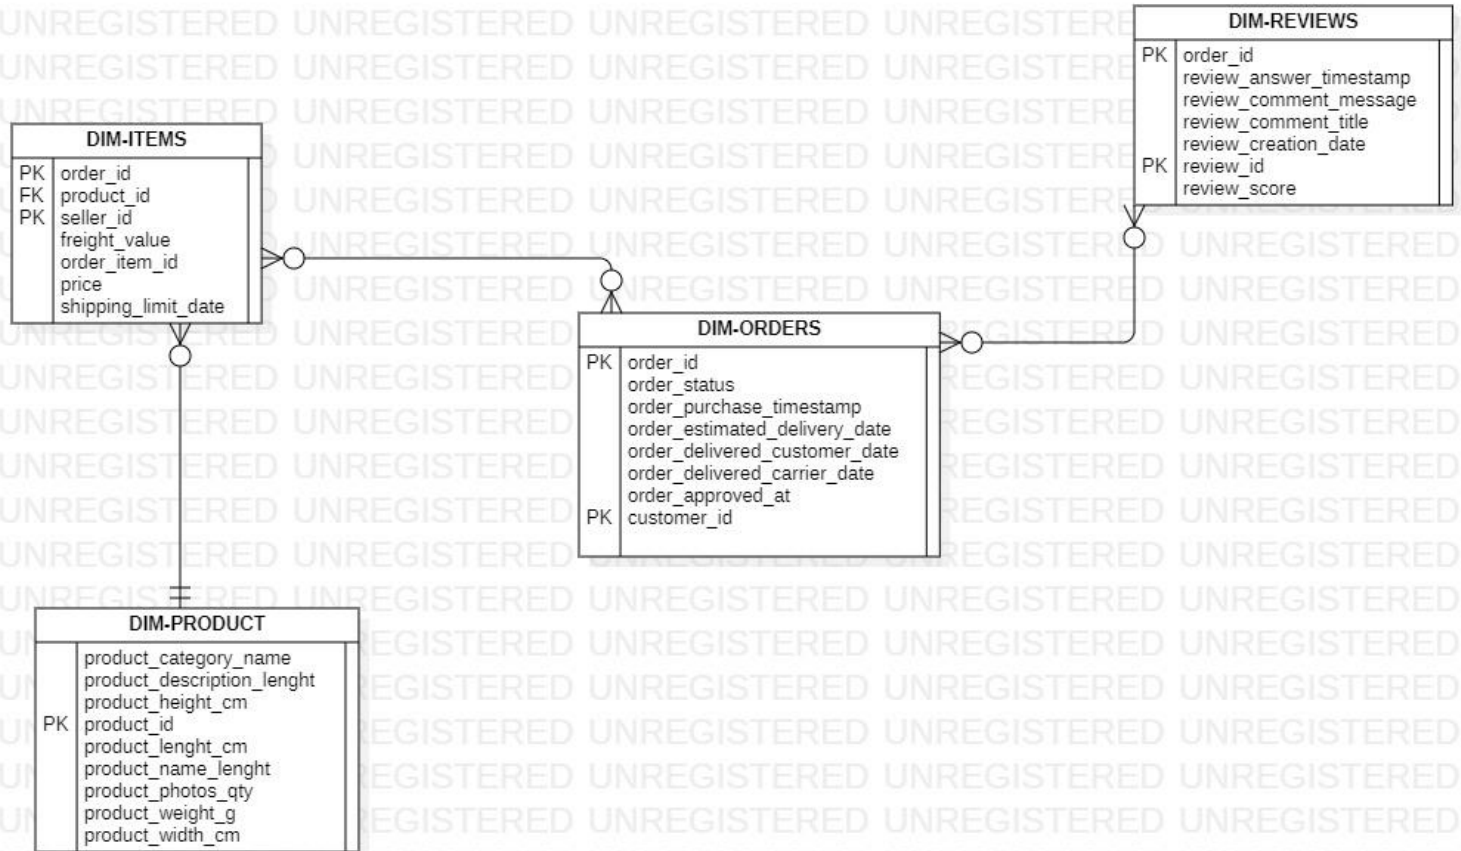 DIM-REVIEWS
PK order_id
review_answer_timestamp
review_comment_message
review_comment_title
review_creation_date
PK review_id
review_score
DIM-ITEMS
PK order_id
FK product_id
PK seller_id
freight_value
order_item_id
price
shipping_limit_date
DIM-ORDERS
PK order_id
order_status
order_purchase_timestamp
order_estimated_delivery_date
order_delivered_customer_date
order_delivered_carrier_date
order_approved_at
PK customer_id
DIM-PRODUCT
product_category_name
product_description_lenght
product_height_cm
PK product_id
product_lenght_cm
product_name_lenght
product_photos_qty
product_weight_g
product_width_cm
UNREGISTERED